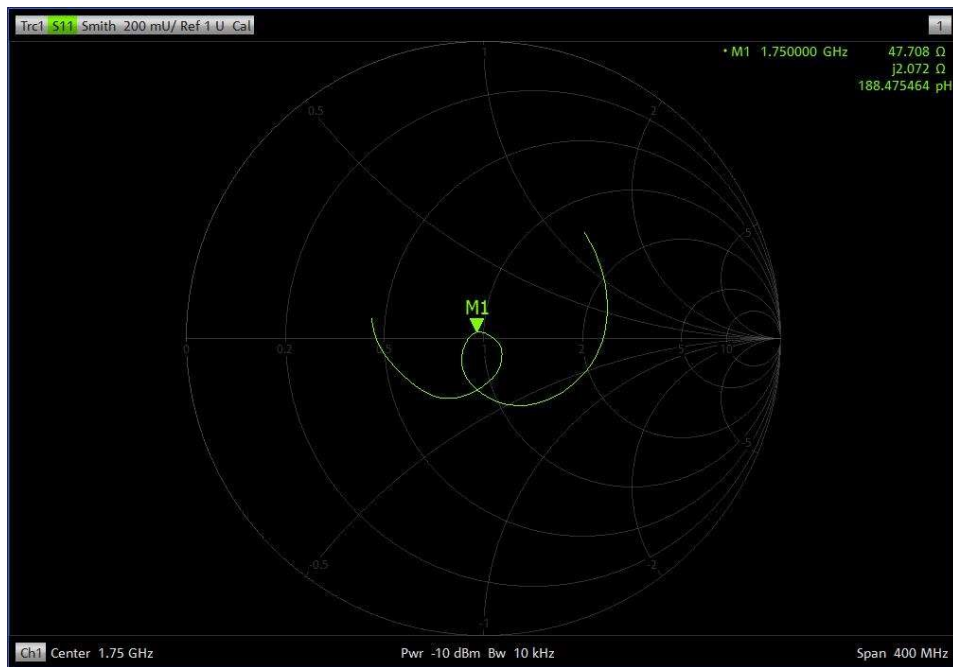 Trc1 S11 Smith 200 mU/ Ref 1 U Cal
1
• M1 1.750000 GHz 47.708 Ω
j2.072 Ω
188.475464 pH
1
0.5
2
5
M1
0 0.2 0.5 1 2 5 10
-5
-0.5
-2
-1
Ch1 Center 1.75 GHz Pwr -10 dBm Bw 10 kHz Span 400 MHz